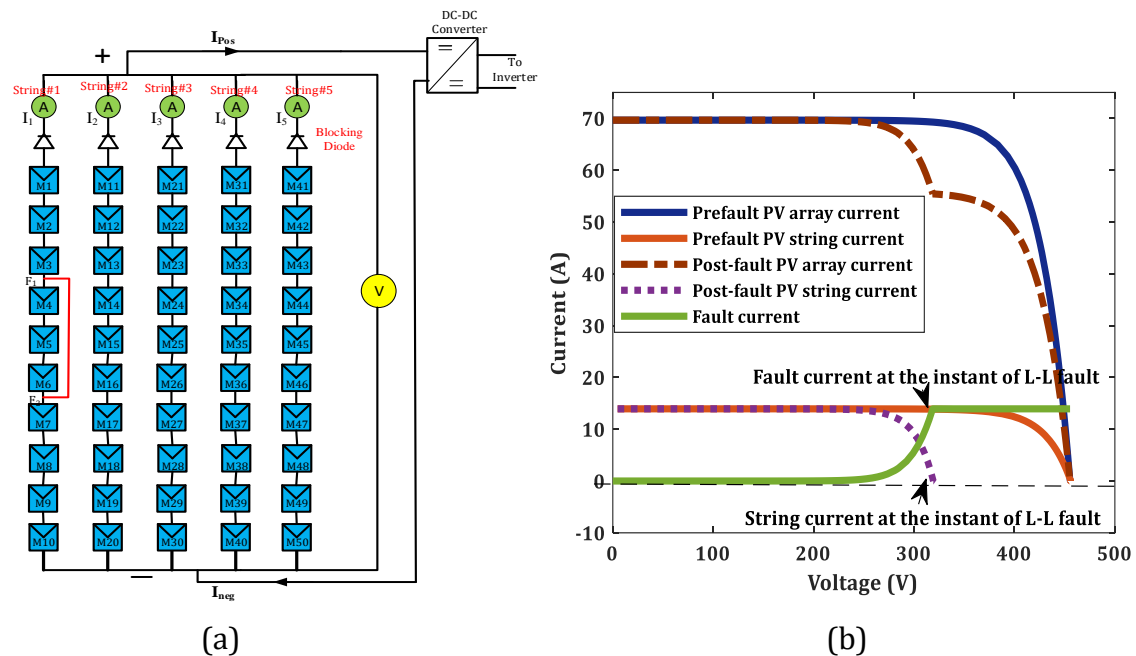 DC-DC
Converter
I_Pos
+
=
=
To
Inverter
String#1 String#2 String#3 String#4 String#5
A A A A A
I₁ I₂ I₃ I₄ I₅
Blocking
Diode
M1 M11 M21 M31 M41
M2 M12 M22 M32 M42
M3 M13 M23 M33 M43
F₁
M4 M14 M24 M34 M44
V
M5 M15 M25 M35 M45
M6 M16 M26 M36 M46
M7 M17 M27 M37 M47
M8 M18 M28 M38 M48
M9 M19 M29 M39 M49
M10 M20 M30 M40 M50
—
I_neg
(a)
Current (A)
70
60
50
40
30
20
10
0
-10
Prefault PV array current
Prefault PV string current
Post-fault PV array current
Post-fault PV string current
Fault current
Fault current at the instant of L-L fault
String current at the instant of L-L fault
0 100 200 300 400 500
Voltage (V)
(b)